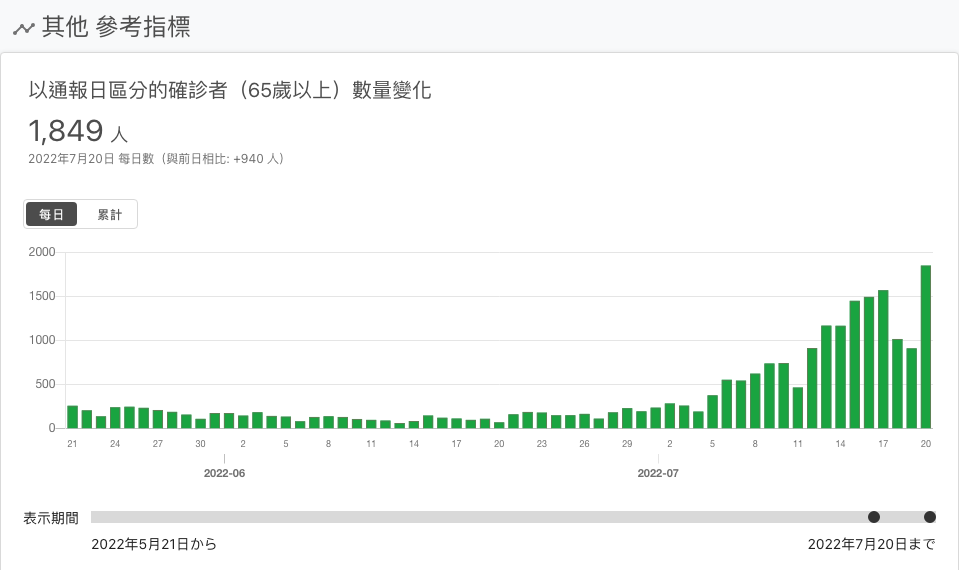 其他 參考指標
以通報日區分的確診者（65歲以上）數量變化
1,849 人
2022年7月20日 每日數（與前日相比: +940 人）
每日 累計
2000
1500
1000
500
0
21 24 27 30 2 5 8 11 14 17 20 23 26 29 2 5 8 11 14 17 20
2022-06 2022-07
表示期間
2022年5月21日から 2022年7月20日まで